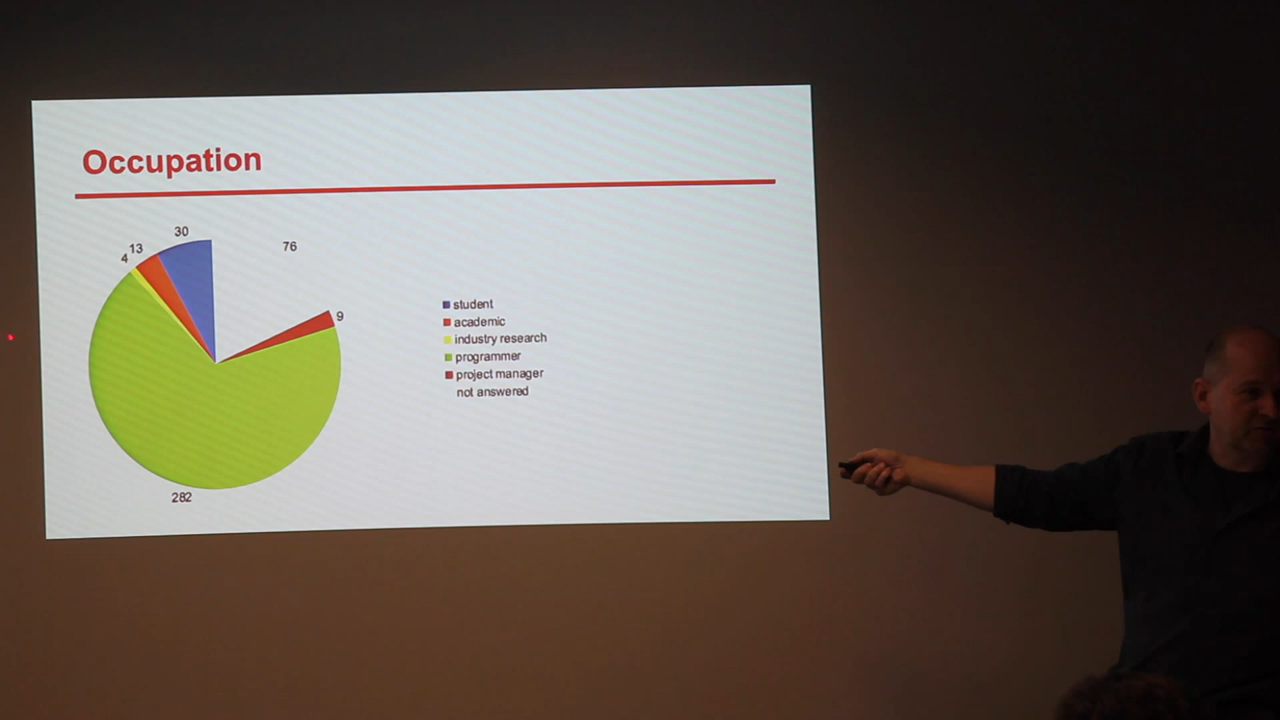 Occupation
30
76
13
4
9
282
student
academic
industry research
programmer
project manager
not answered